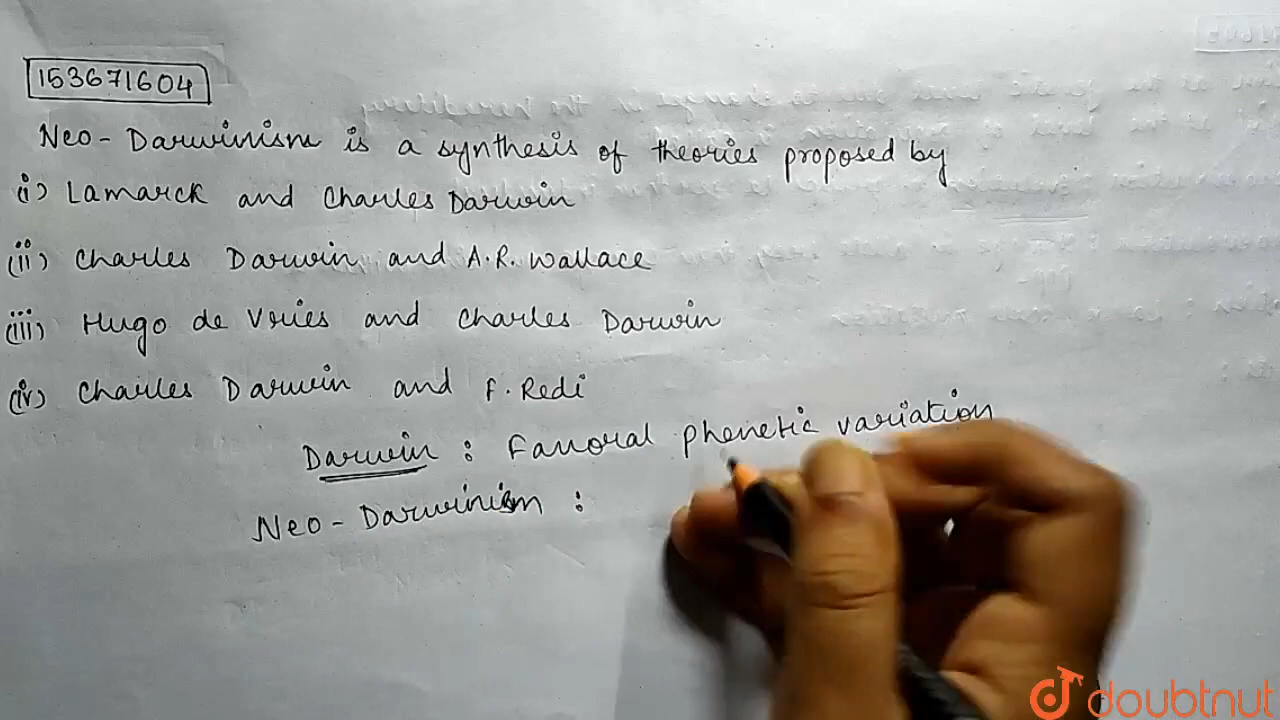 153671604
Neo-Darwinism is a synthesis of theories proposed by
(i) Lamarck and Charles Darwin
(ii) Charles Darwin and A.R. Wallace
(iii) Hugo de Vries and Charles Darwin
(iv) Charles Darwin and F. Redi
Darwin : Favoral phenetic variation
Neo-Darwinism :
doubtnut